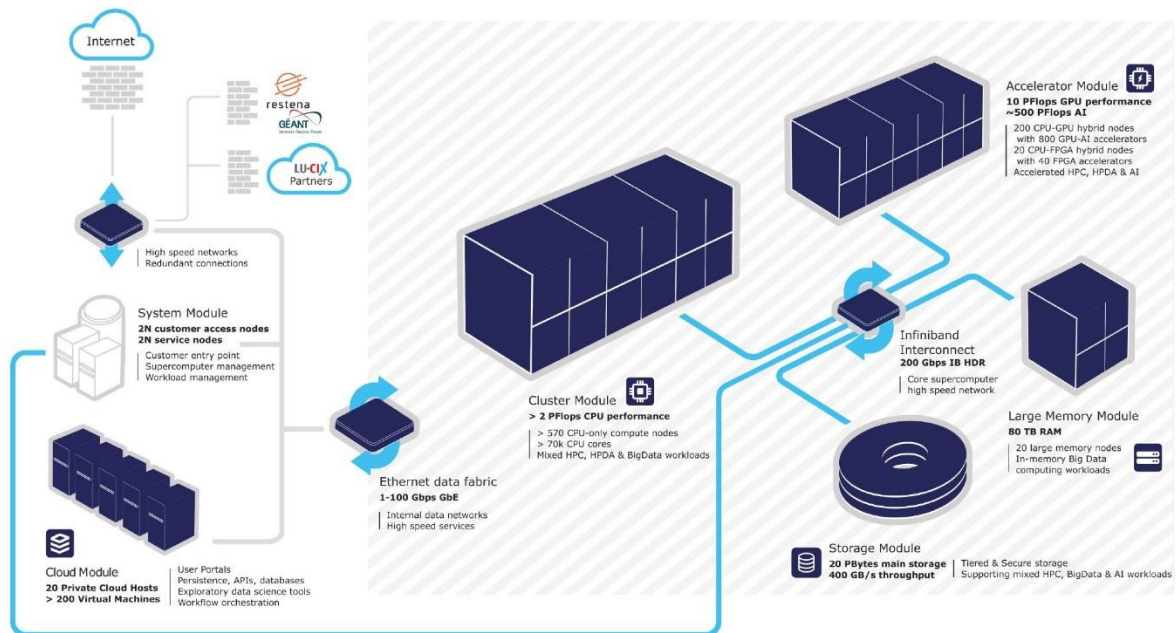 Internet
restena
GÉANT
LU-CIX
Partners
High speed networks
Redundant connections
System Module
2N customer access nodes
2N service nodes
Customer entry point
Supercomputer management
Workload management
Cloud Module
20 Private Cloud Hosts
> 200 Virtual Machines
User Portals
Persistence, APIs, databases
Exploratory data science tools
Workflow orchestration
Ethernet data fabric
1-100 Gbps GbE
Internal data networks
High speed services
Cluster Module
> 2 PFlops CPU performance
> 570 CPU-only compute nodes
> 70k CPU cores
Mixed HPC, HPDA & BigData workloads
Accelerator Module
10 PFlops GPU performance
~500 PFlops AI
200 CPU-GPU hybrid nodes
with 800 GPU-AI accelerators
20 CPU-FPGA hybrid nodes
with 40 FPGA accelerators
Accelerated HPC, HPDA & AI
Infiniband
Interconnect
200 Gbps IB HDR
Core supercomputer
high speed network
Large Memory Module
80 TB RAM
20 large memory nodes
In-memory Big Data
computing workloads
Storage Module
20 PBytes main storage
400 GB/s throughput
Tiered & Secure storage
Supporting mixed HPC, BigData & AI workloads